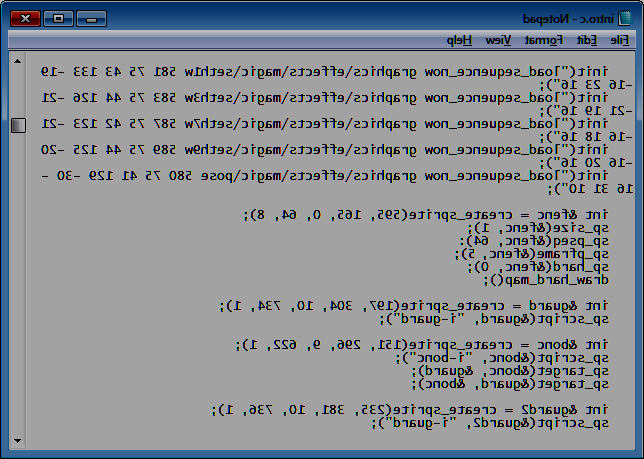 intro.c - Notepad
File Edit Format View Help
init("load_sequence_now graphics\effects\magic\seth1w 581 75 43 133 -19
-16 23 16");
init("load_sequence_now graphics\effects\magic\seth3w 583 75 44 126 -21
-21 19 16");
init("load_sequence_now graphics\effects\magic\seth7w 587 75 42 123 -21
-16 18 16");
init("load_sequence_now graphics\effects\magic\seth9w 589 75 44 125 -20
-16 20 16");
init("load_sequence_now graphics\effects\magic\pose 580 75 41 129 -30 -
16 31 10");
int &fenc = create_sprite(595, 165, 0, 64, 8);
sp_size(&fenc, 1);
sp_pseq(&fenc, 64);
sp_pframe(&fenc, 5);
sp_hard(&fenc, 0);
draw_hard_map();
int &guard = create_sprite(197, 304, 10, 734, 1);
sp_script(&guard, "i-guard");
int &bonc = create_sprite(151, 296, 9, 622, 1);
sp_script(&bonc, "i-bonc");
sp_target(&bonc, &guard);
sp_target(&guard, &bonc);
int &guard2 = create_sprite(235, 381, 10, 736, 1);
sp_script(&guard2, "i-guard");